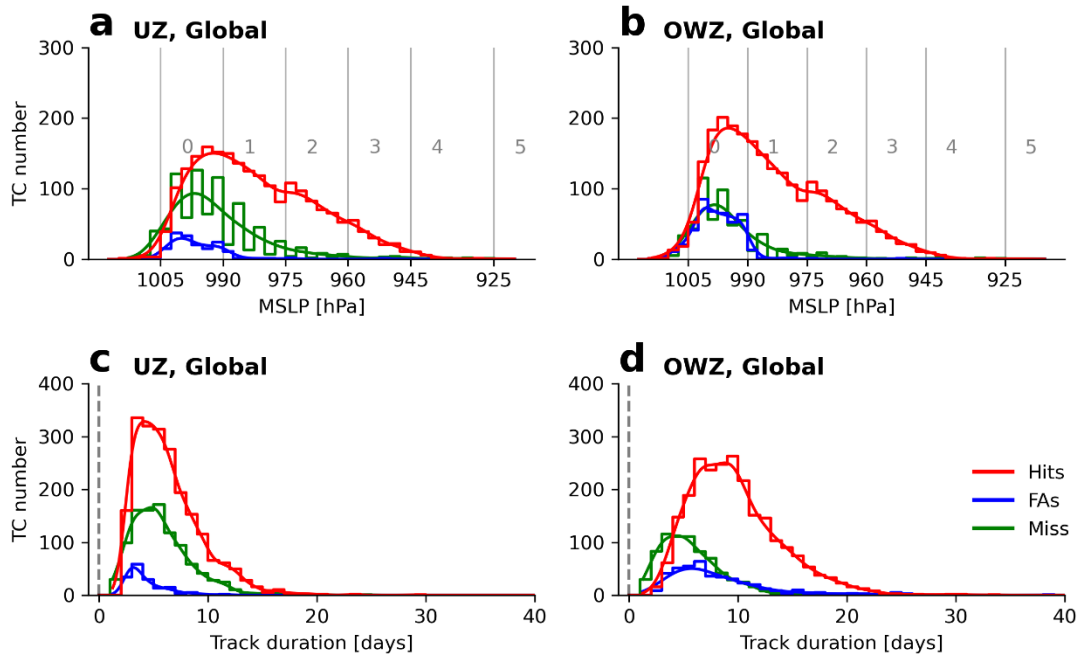 a UZ, Global
300
200
100
0
TC number
0 1 2 3 4 5
1005 990 975 960 945 925
MSLP [hPa]
b OWZ, Global
300
200
100
0
0 1 2 3 4 5
1005 990 975 960 945 925
MSLP [hPa]
c UZ, Global
400
300
200
100
0
TC number
0 10 20 30 40
Track duration [days]
d OWZ, Global
400
300
200
100
0
0 10 20 30 40
Track duration [days]
Hits
FAs
Miss